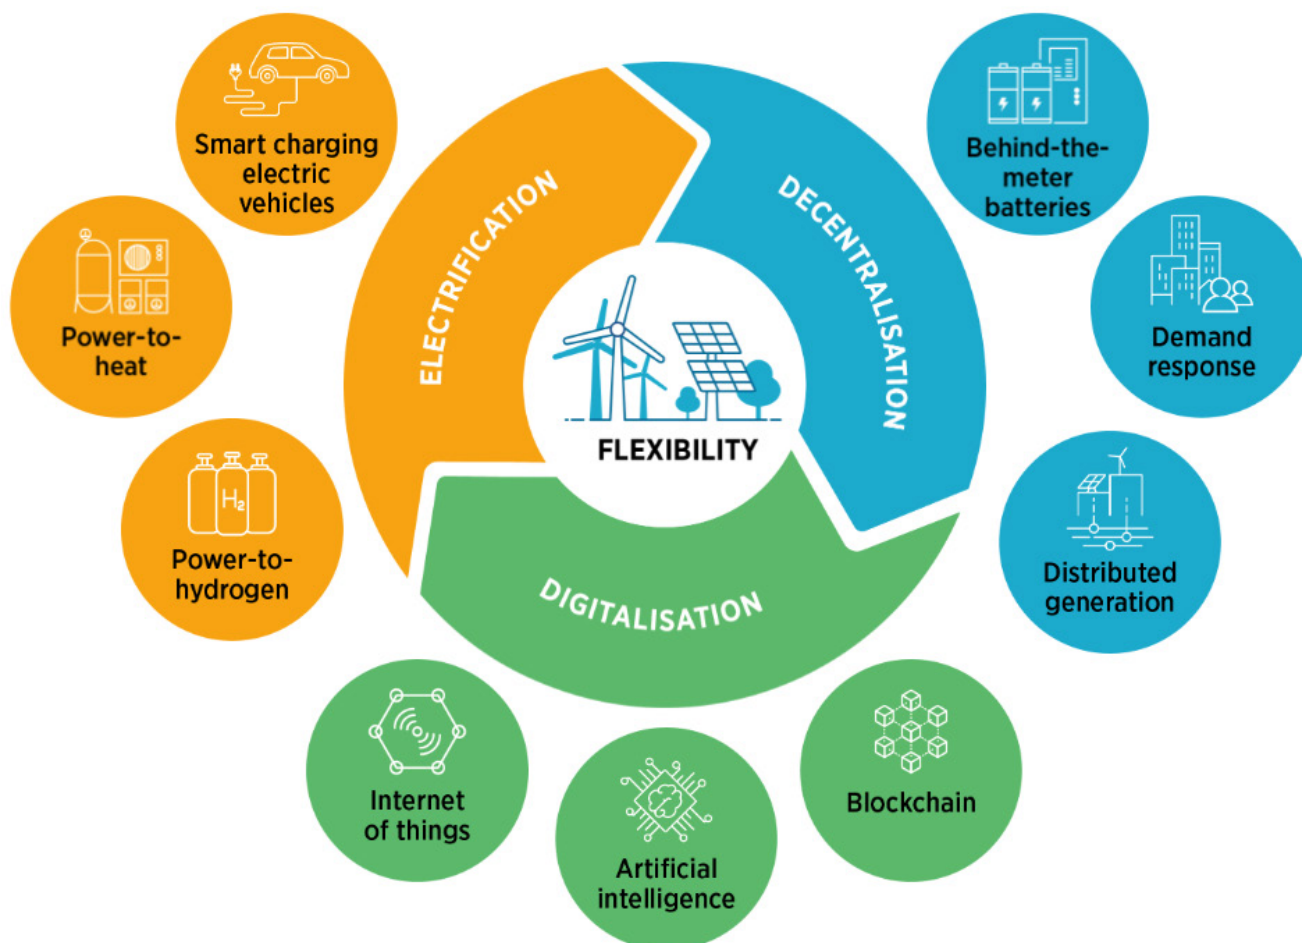 Smart charging
electric
vehicles
Power-to-
heat
Power-to-
hydrogen
ELECTRIFICATION
DECENTRALISATION
DIGITALISATION
FLEXIBILITY
Behind-the-
meter
batteries
Demand
response
Distributed
generation
Internet
of things
Artificial
intelligence
Blockchain
H₂